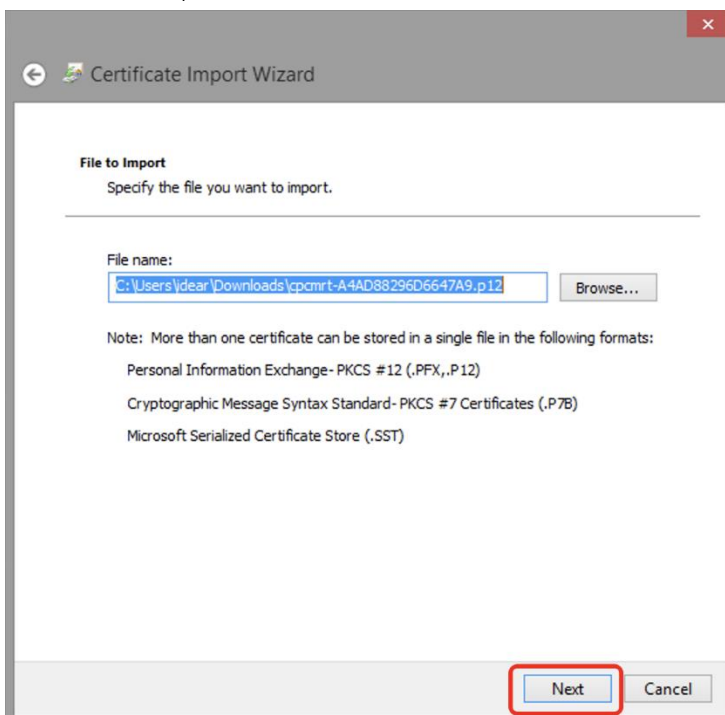 Certificate Import Wizard
File to Import
Specify the file you want to import.
File name:
C:\Users\idear\Downloads\cpcmrt-A4AD88296D6647A9.p12
Browse...
Note: More than one certificate can be stored in a single file in the following formats:
Personal Information Exchange- PKCS #12 (.PFX,.P12)
Cryptographic Message Syntax Standard- PKCS #7 Certificates (.P7B)
Microsoft Serialized Certificate Store (.SST)
Next Cancel